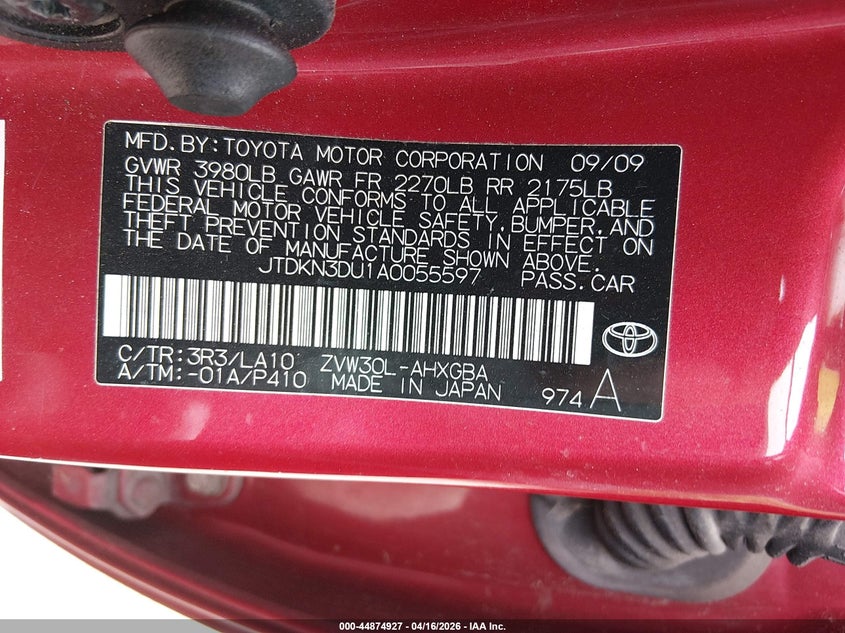 MFD. BY: TOYOTA MOTOR CORPORATION 09/09
GVWR 3980LB GAWR FR 2270LB RR 2175LB
THIS VEHICLE CONFORMS TO ALL APPLICABLE
FEDERAL MOTOR VEHICLE SAFETY, BUMPER, AND
THEFT PREVENTION STANDARDS IN EFFECT ON
THE DATE OF MANUFACTURE SHOWN ABOVE.
JTDKN3DU1A0055597 PASS. CAR
C/TR: 3R3/LA10 ZVW30L-AHXGBA
A/TM: -01A/P410 MADE IN JAPAN 974 A
000-44874927 - 04/16/2026 - IAA Inc.